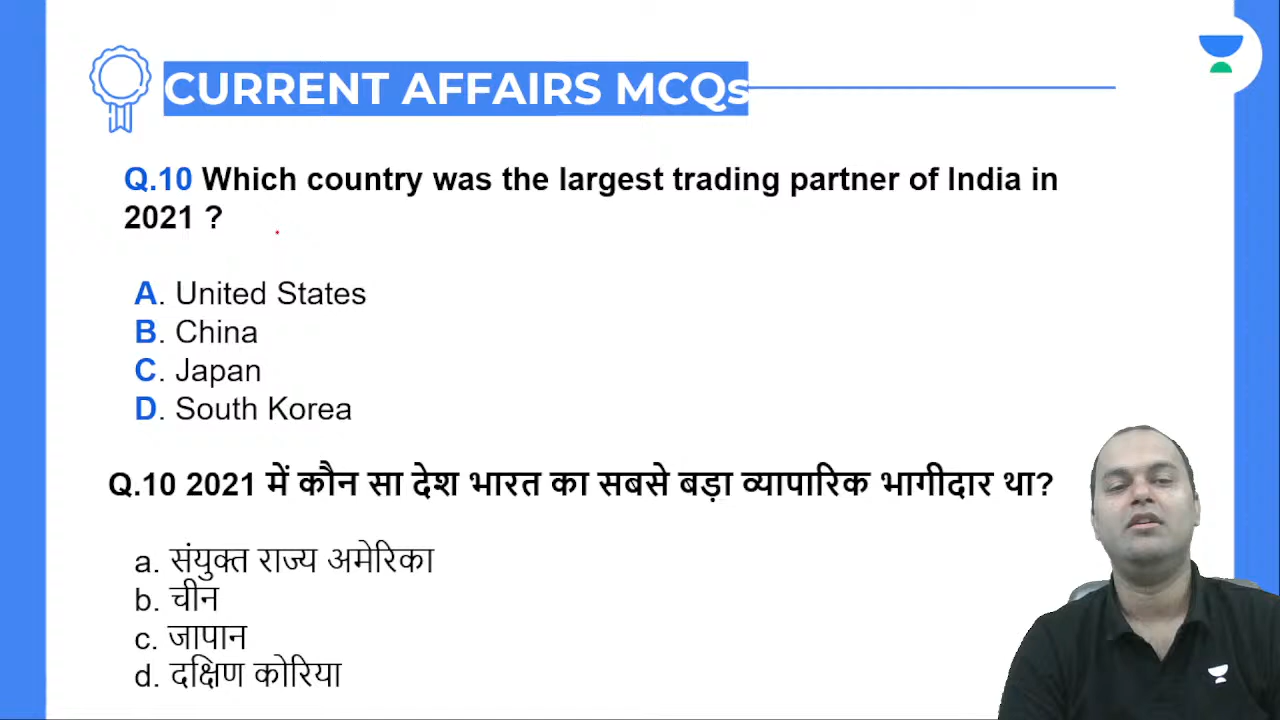 CURRENT AFFAIRS MCQs
Q.10 Which country was the largest trading partner of India in
2021 ?
A. United States
B. China
C. Japan
D. South Korea
Q.10 2021 में कौन सा देश भारत का सबसे बड़ा व्यापारिक भागीदार था?
a. संयुक्त राज्य अमेरिका
b. चीन
c. जापान
d. दक्षिण कोरिया